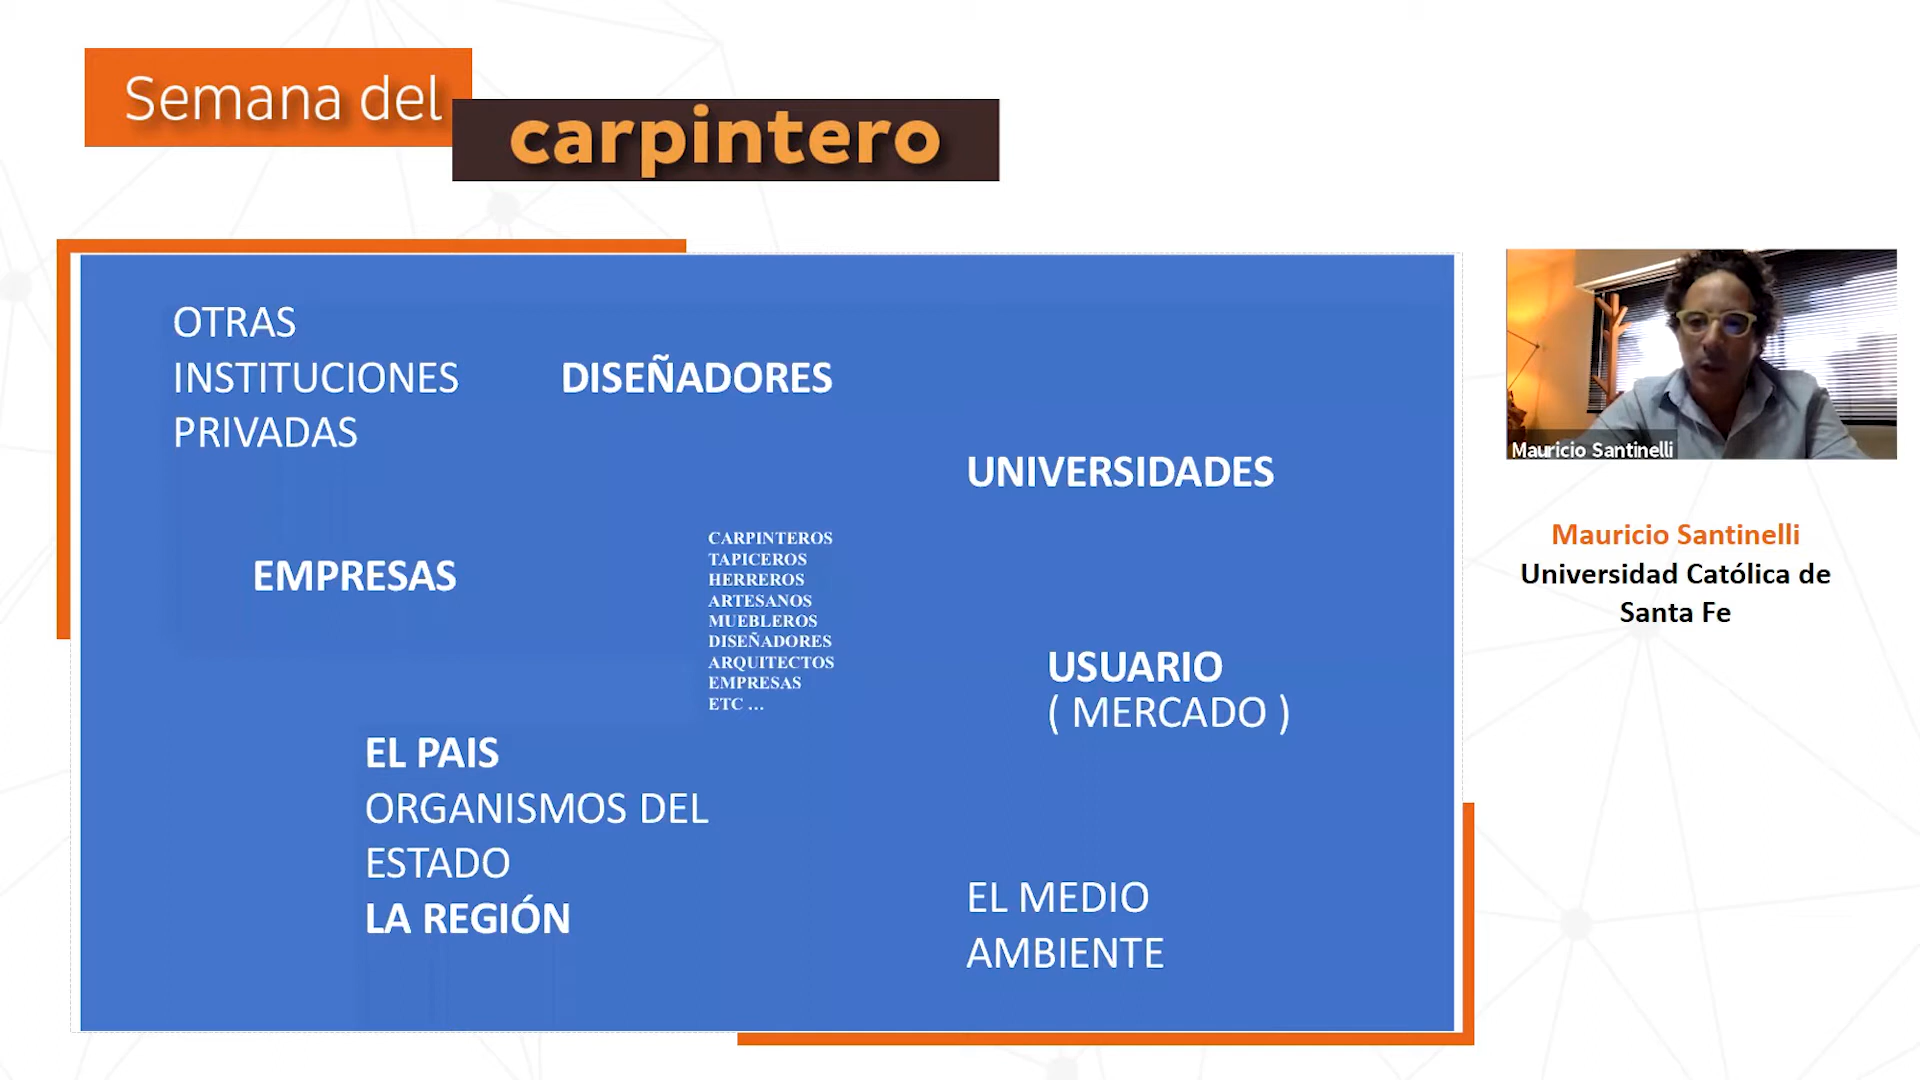 Semana del
carpintero
OTRAS
INSTITUCIONES
PRIVADAS
DISEÑADORES
UNIVERSIDADES
EMPRESAS
CARPINTEROS
TAPICEROS
HERREROS
ARTESANOS
MUEBLEROS
DISEÑADORES
ARQUITECTOS
EMPRESAS
ETC ...
USUARIO
( MERCADO )
EL PAIS
ORGANISMOS DEL
ESTADO
LA REGIÓN
EL MEDIO
AMBIENTE
Mauricio Santinelli
Mauricio Santinelli
Universidad Católica de
Santa Fe